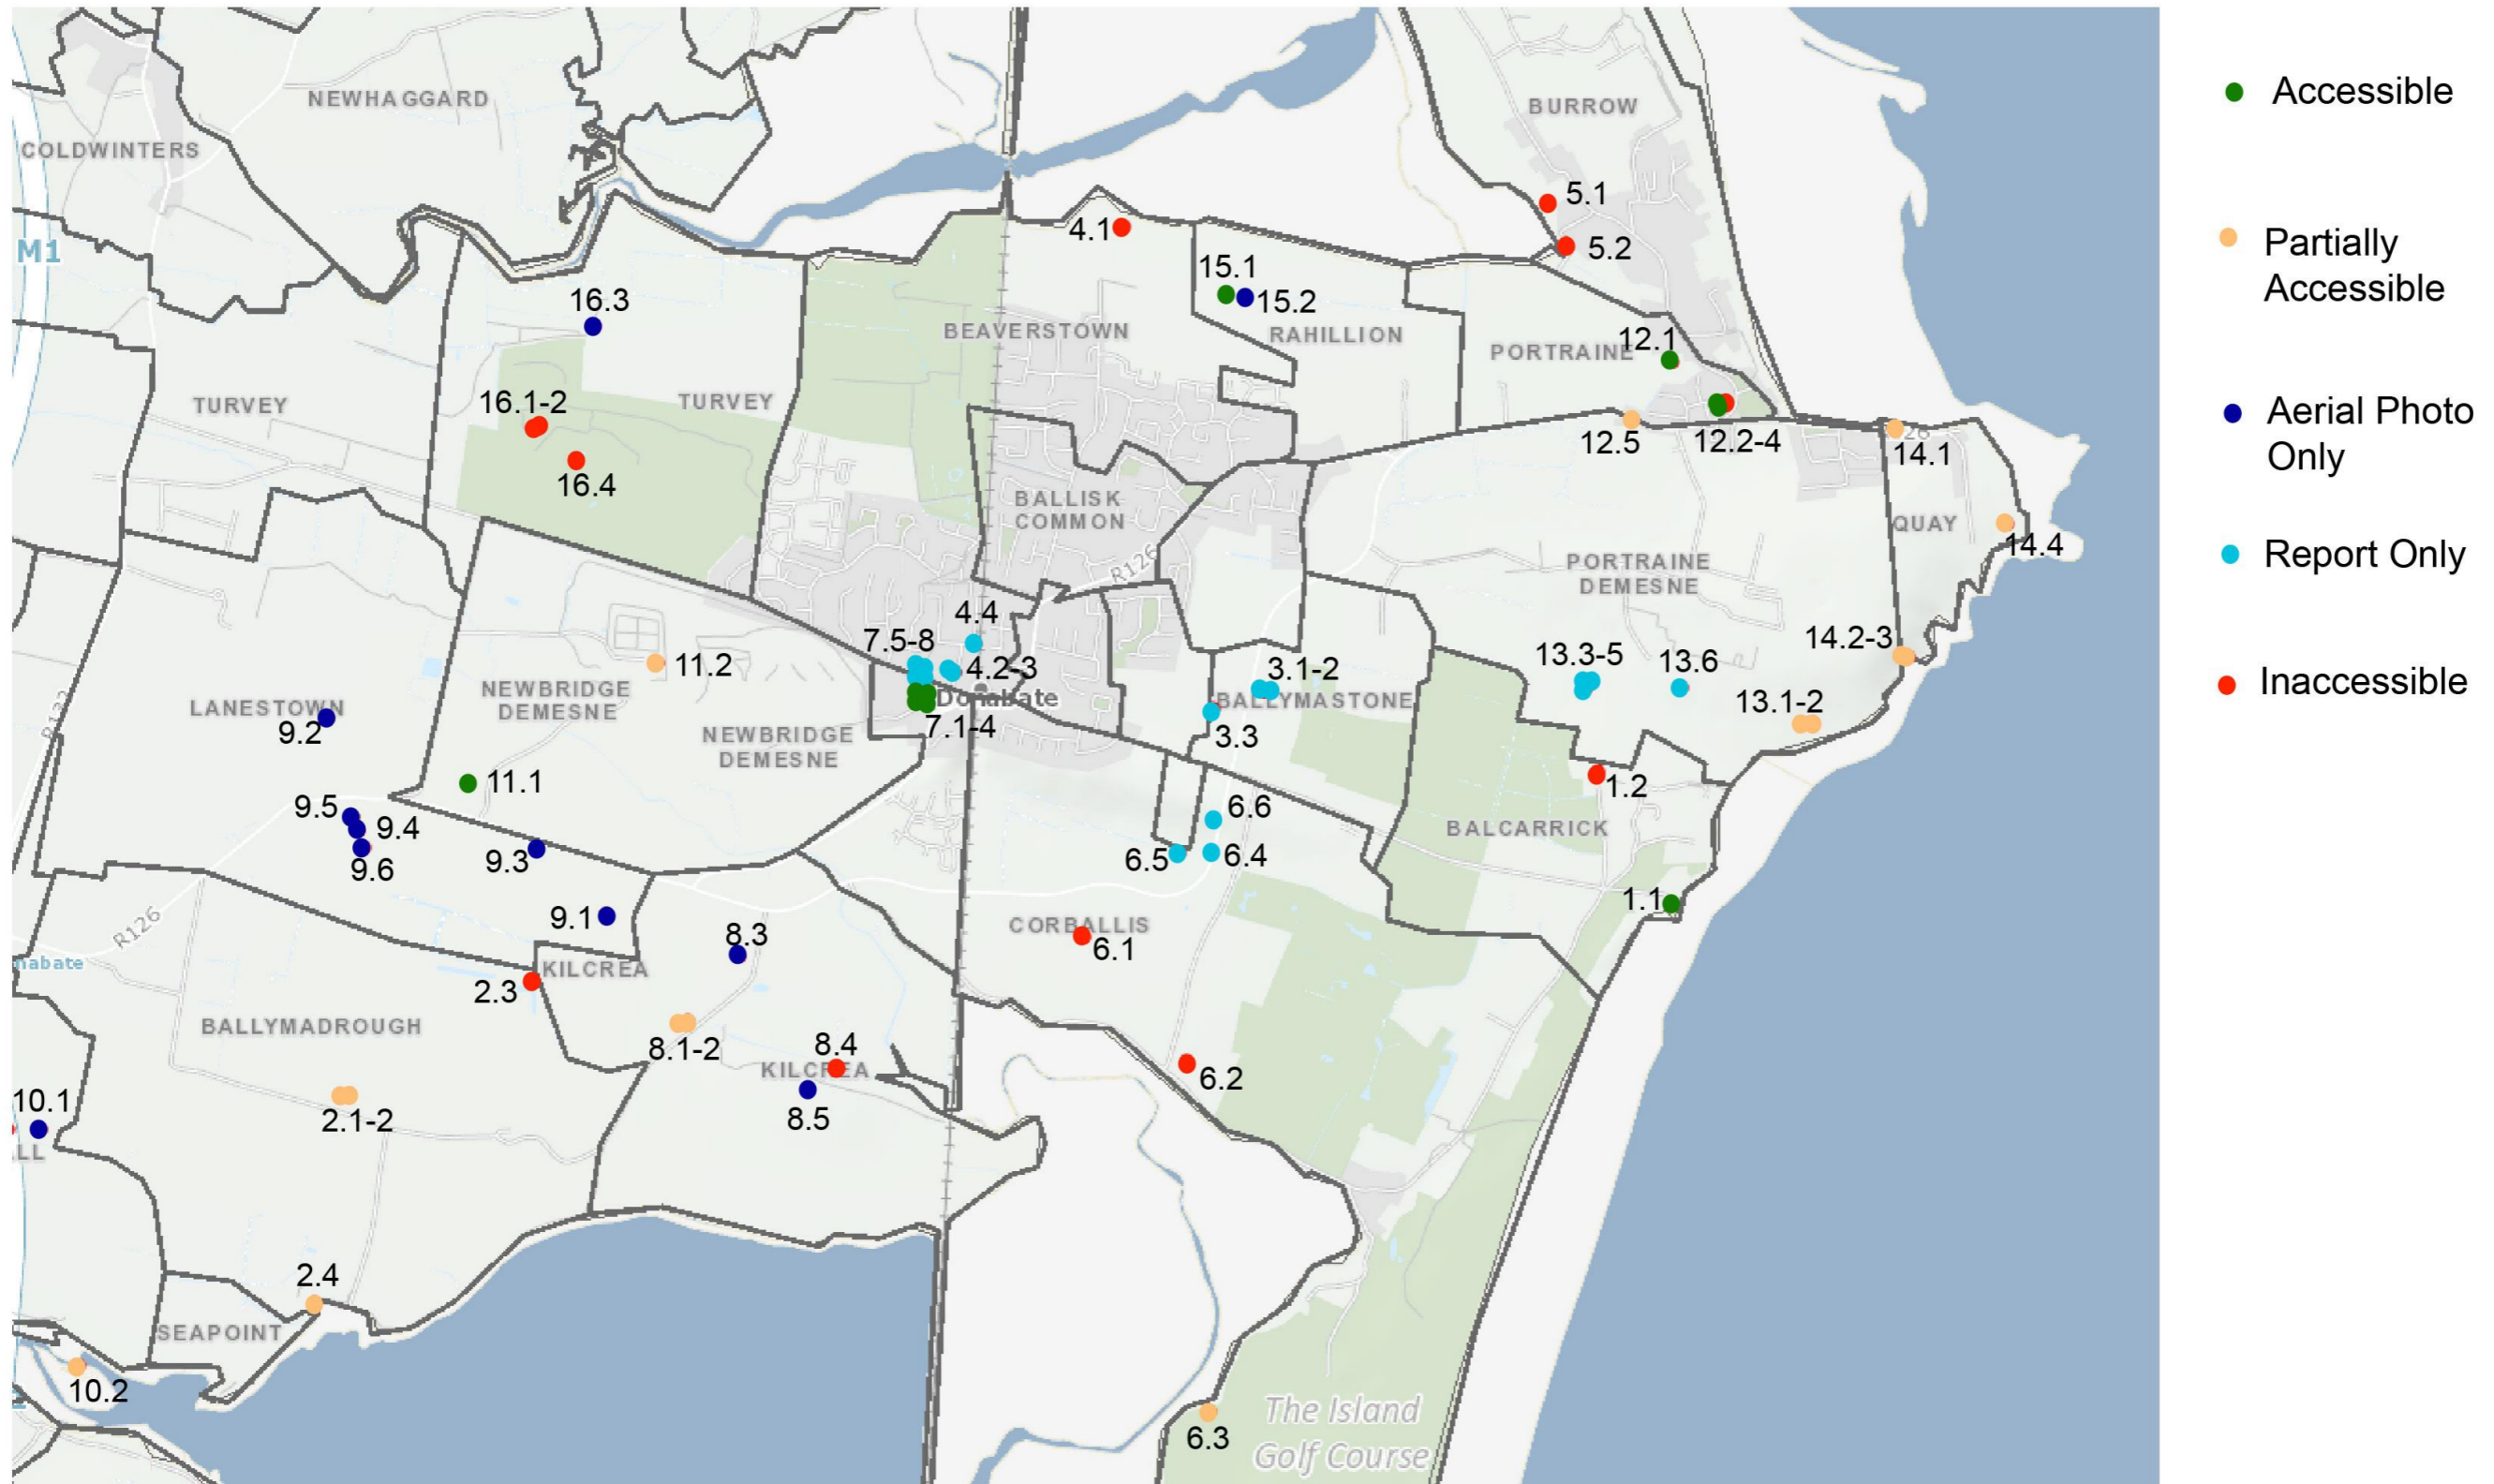 NEWHAGGARD
COLDWINTERS
BURROW
M1
5.1
4.1
5.2
15.1
15.2
16.3
BEAVERSTOWN
RAHILLION
12.1
PORTRAINE
16.1-2
TURVEY
TURVEY
12.5
12.2-4
14.1
16.4
BALLISK
COMMON
QUAY
14.4
R126
PORTRAINE
DEMESNE
4.4
7.5-8
14.2-3
11.2
4.2-3
3.1-2
13.3-5
13.6
NEWBRIDGE
DEMESNE
Donabate
BALLYMASTONE
13.1-2
LANESTOWN
9.2
7.1-4
3.3
NEWBRIDGE
DEMESNE
11.1
1.2
9.5
9.4
6.6
BALCARRICK
9.3
6.5
6.4
9.6
1.1
9.1
R126
8.3
CORBALLIS
6.1
nabate
KILCREA
2.3
BALLYMADROUGH
8.1-2
8.4
KILCREA
6.2
10.1
2.1-2
8.5
LL
2.4
SEAPOINT
10.2
6.3
The Island
Golf Course
Accessible
Partially
Accessible
Aerial Photo
Only
Report Only
Inaccessible